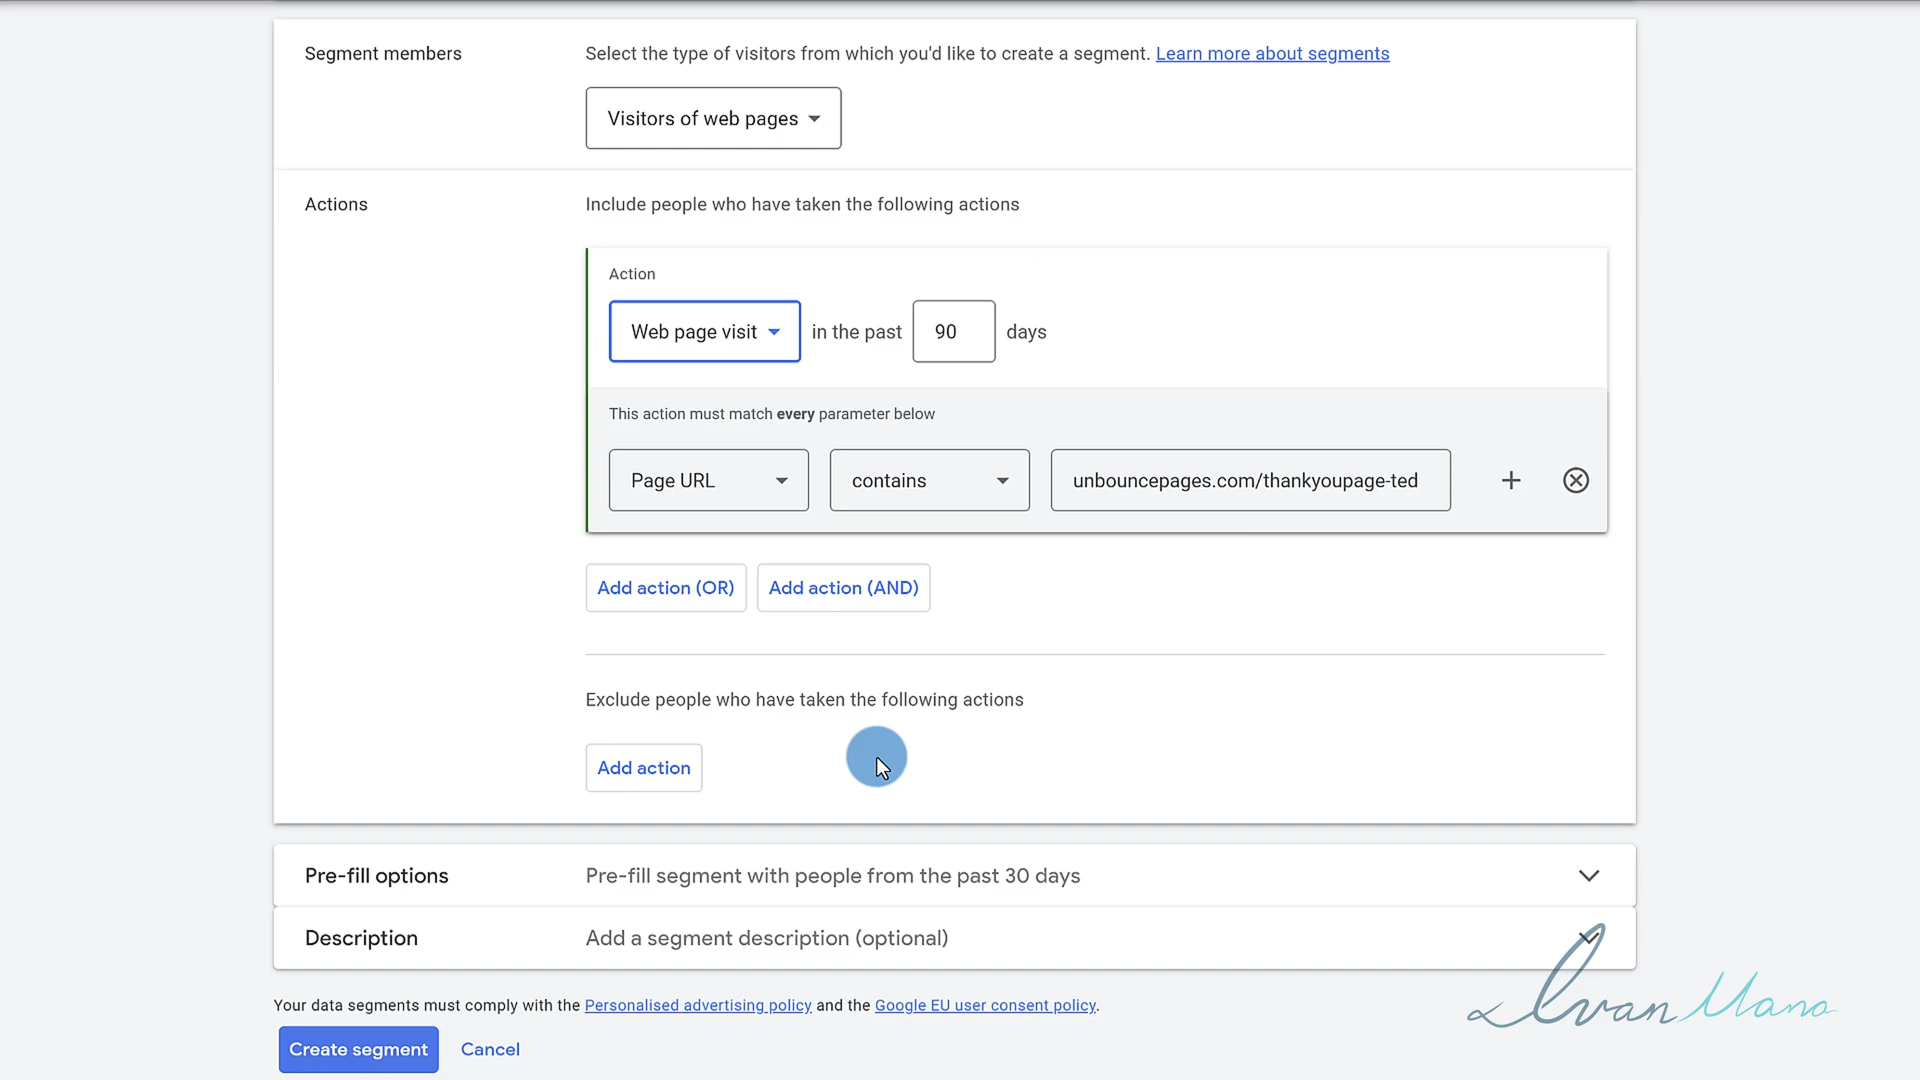 Segment members
Select the type of visitors from which you'd like to create a segment. Learn more about segments
Visitors of web pages
Actions
Include people who have taken the following actions
Action
Web page visit in the past 90 days
This action must match every parameter below
Page URL contains unbouncepages.com/thankyoupage-ted
Add action (OR) Add action (AND)
Exclude people who have taken the following actions
Add action
Pre-fill options Pre-fill segment with people from the past 30 days
Description Add a segment description (optional)
Ivan Mana
Your data segments must comply with the Personalised advertising policy and the Google EU user consent policy.
Create segment Cancel